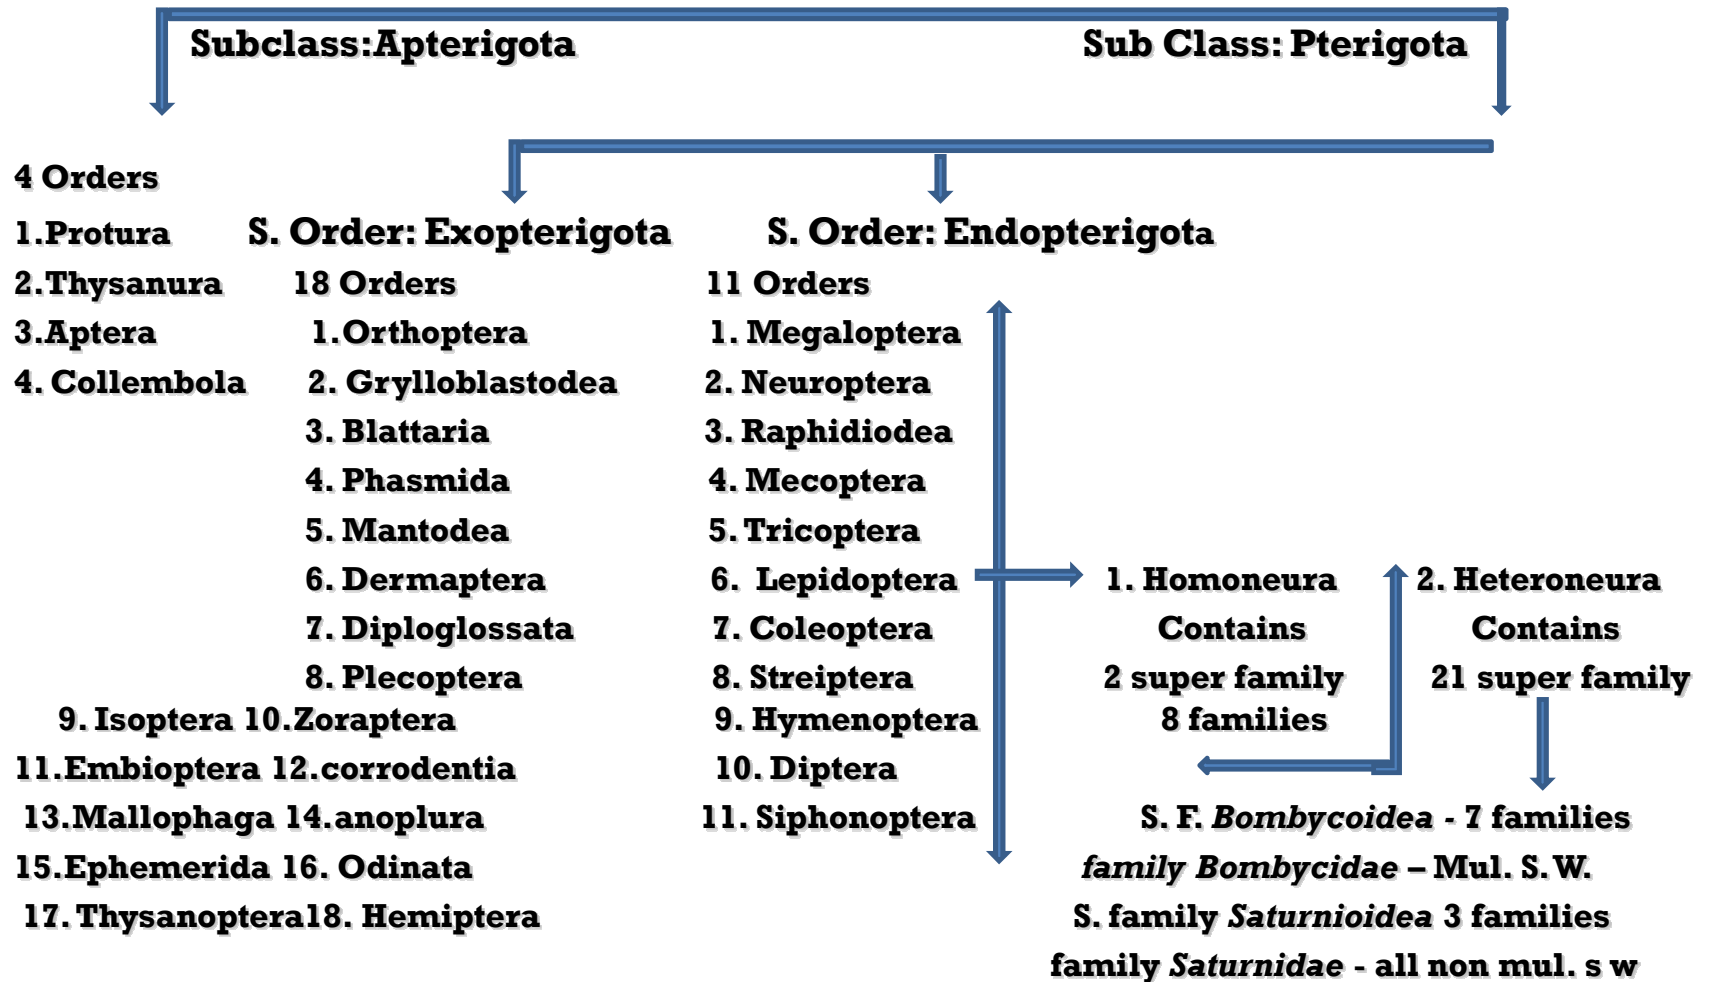 Subclass:Apterigota
Sub Class: Pterigota
4 Orders
1.Protura
2.Thysanura
3.Aptera
4. Collembola
S. Order: Exopterigota
18 Orders
1.Orthoptera
2. Grylloblastodea
3. Blattaria
4. Phasmida
5. Mantodea
6. Dermaptera
7. Diploglossata
8. Plecoptera
9. Isoptera 10.Zoraptera
11.Embioptera 12.corrodentia
13.Mallophaga 14.anoplura
15.Ephemerida 16. Odinata
17. Thysanoptera18. Hemiptera
S. Order: Endopterigota
11 Orders
1. Megaloptera
2. Neuroptera
3. Raphidiodea
4. Mecoptera
5. Tricoptera
6. Lepidoptera
7. Coleoptera
8. Streiptera
9. Hymenoptera
10. Diptera
11. Siphonoptera
1. Homoneura
Contains
2 super family
8 families
2. Heteroneura
Contains
21 super family
S. F. Bombycoidea - 7 families
family Bombycidae – Mul. S.W.
S. family Saturnioidea 3 families
family Saturnidae - all non mul. s w